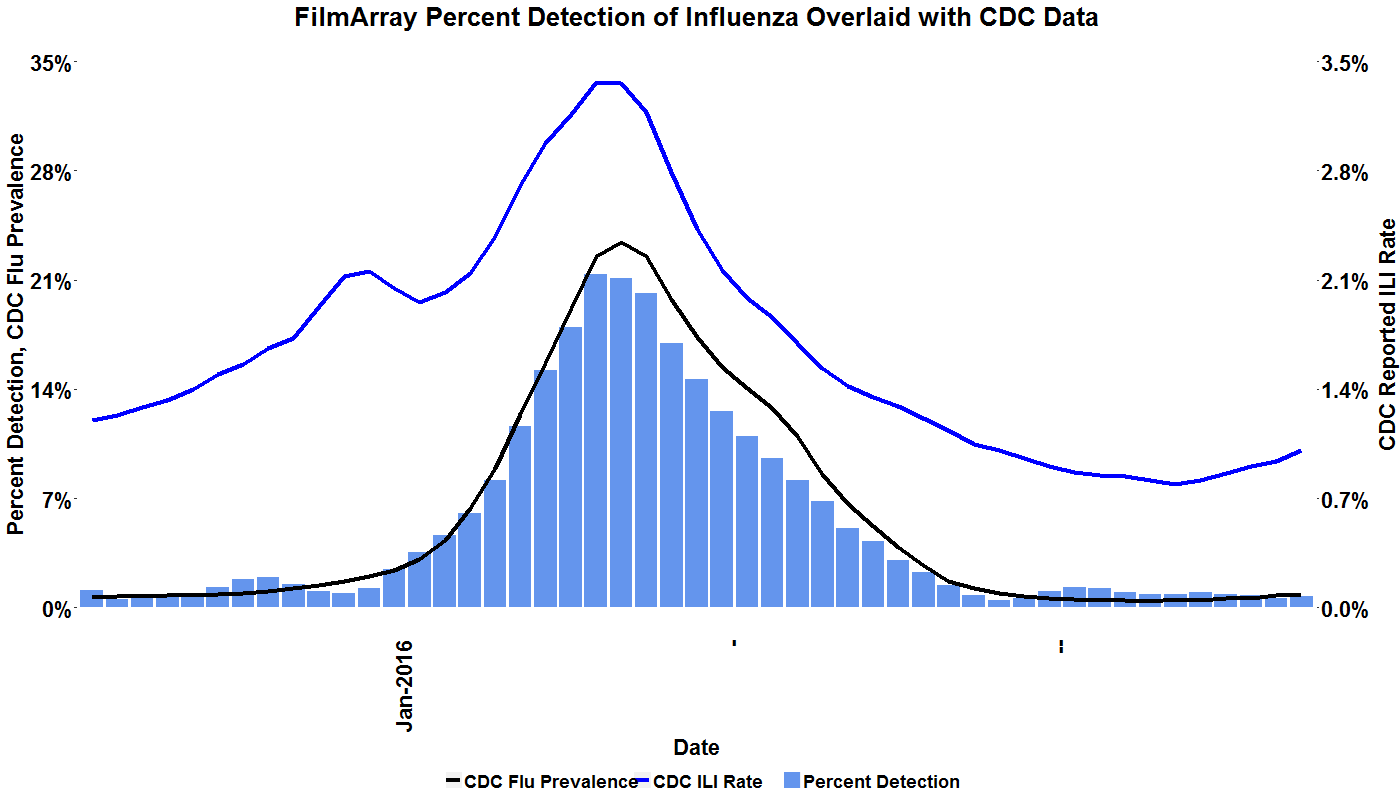 FilmArray Percent Detection of Influenza Overlaid with CDC Data
Percent Detection, CDC Flu Prevalence
35%
28%
21%
14%
7%
0%
3.5%
2.8%
2.1%
1.4%
0.7%
0.0%
CDC Reported ILI Rate
Jan-2016
Date
CDC Flu Prevalence
CDC ILI Rate
Percent Detection